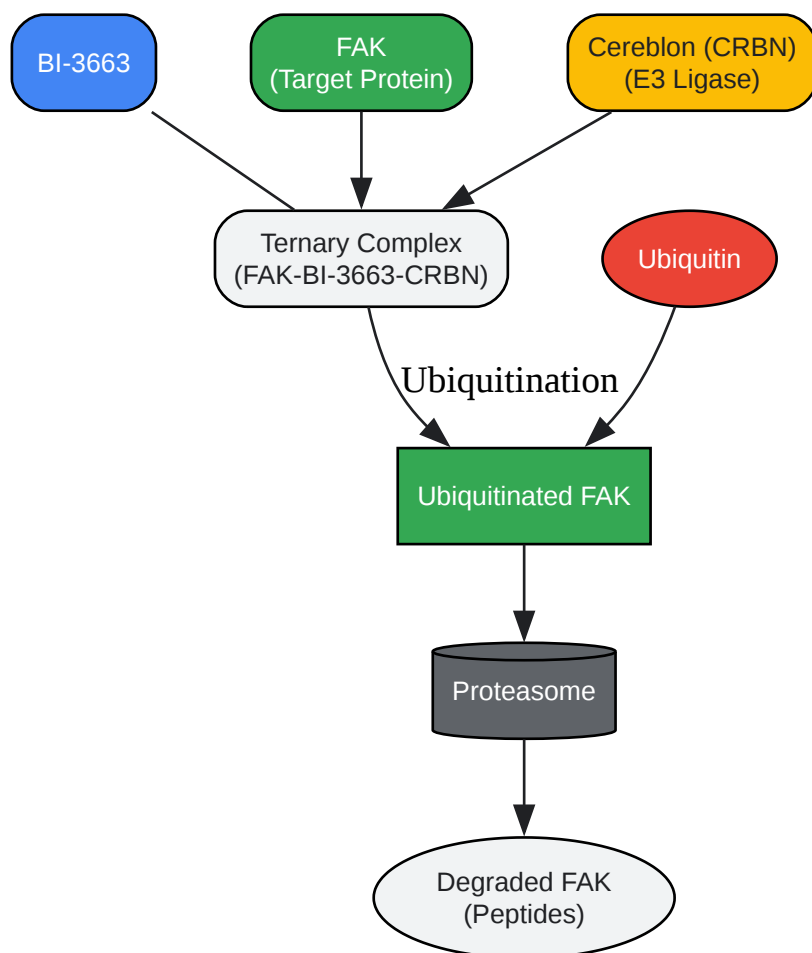 BI-3663
FAK
(Target Protein)
Cereblon (CRBN)
(E3 Ligase)
Ternary Complex
(FAK-BI-3663-CRBN)
Ubiquitin
Ubiquitination
Ubiquitinated FAK
Proteasome
Degraded FAK
(Peptides)